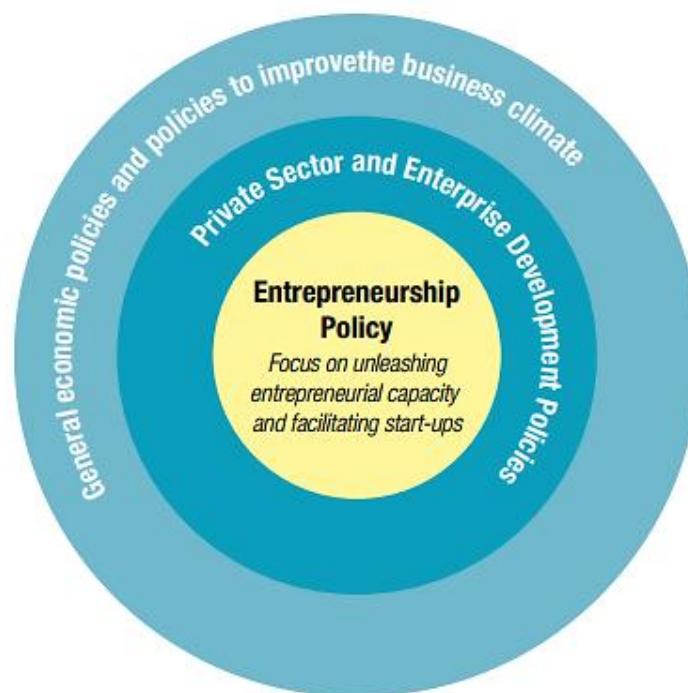 General economic policies and policies to improvethe business climate
Private Sector and Enterprise Development Policies
Entrepreneurship
Policy
Focus on unleashing
entrepreneurial capacity
and facilitating start-ups